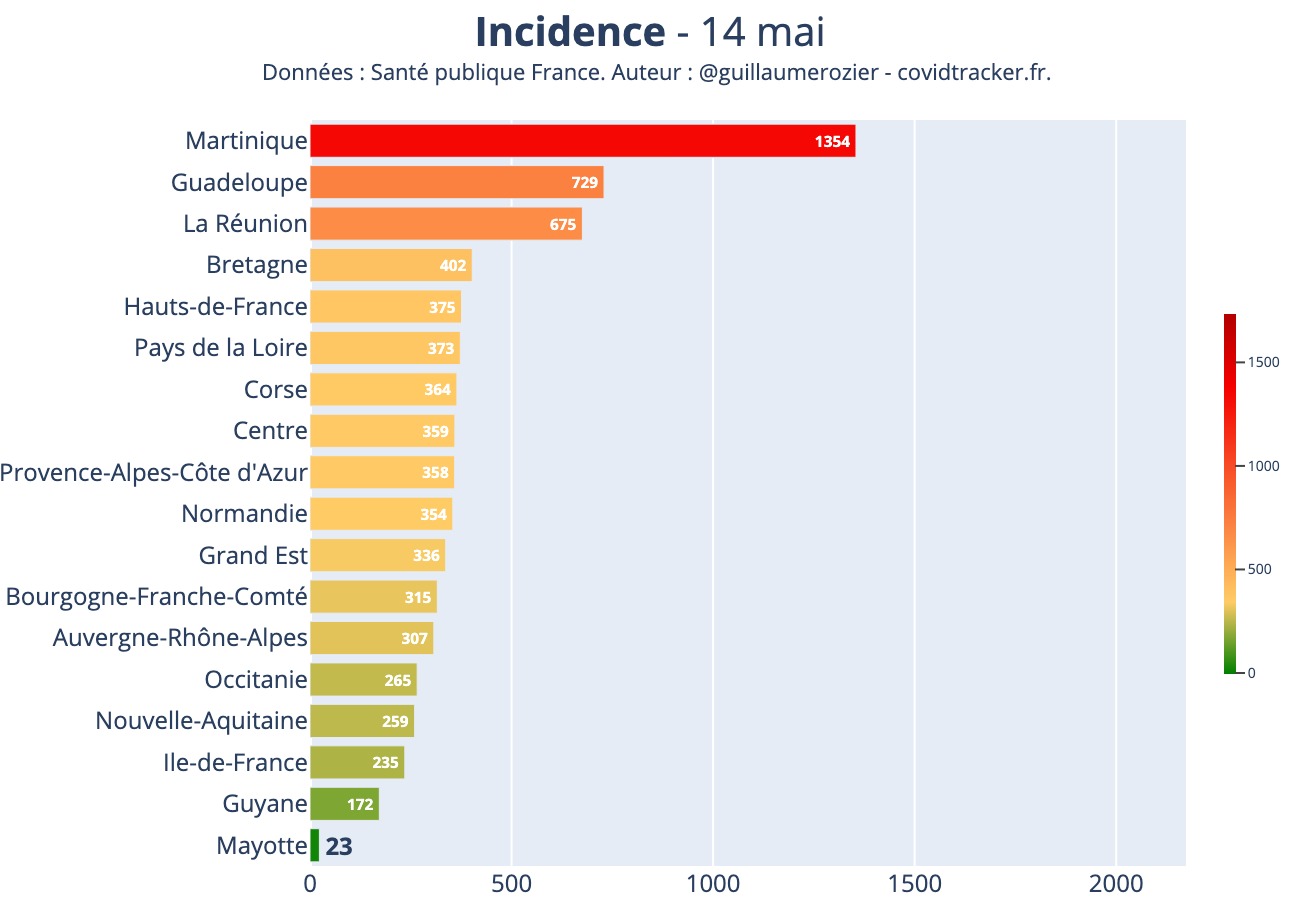 Incidence - 14 mai
Données : Santé publique France. Auteur : @guillaumerozier - covidtracker.fr.
Martinique 1354
Guadeloupe 729
La Réunion 675
Bretagne 402
Hauts-de-France 375
Pays de la Loire 373
Corse 364
Centre 359
Provence-Alpes-Côte d'Azur 358
Normandie 354
Grand Est 336
Bourgogne-Franche-Comté 315
Auvergne-Rhône-Alpes 307
Occitanie 265
Nouvelle-Aquitaine 259
Ile-de-France 235
Guyane 172
Mayotte 23
0 500 1000 1500 2000
1500
1000
500
0